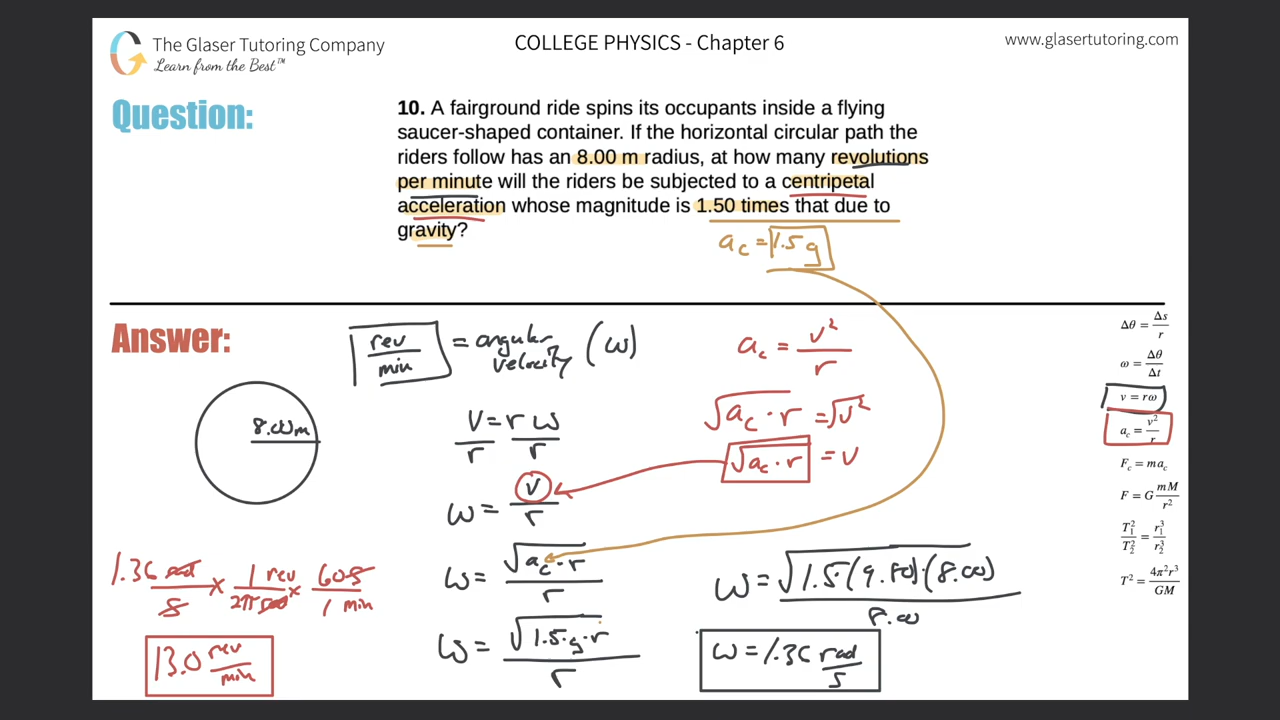 The Glaser Tutoring Company
Learn from the Best™
COLLEGE PHYSICS - Chapter 6
www.glasertutoring.com
Question:
10. A fairground ride spins its occupants inside a flying
saucer-shaped container. If the horizontal circular path the
riders follow has an 8.00 m radius, at how many revolutions
per minute will the riders be subjected to a centripetal
acceleration whose magnitude is 1.50 times that due to
gravity?
a_c = 1.5g
Answer:
rev/min = angular velocity (ω)
8.00m
V = rω
V/r = rω/r
ω = v/r
ω = √(a_c · r)/r
ω = √(1.5·g·r)/r
a_c = v²/r
√(a_c · r) = √v²
√(a_c · r) = v
ω = √(1.5·(9.80)·(8.00))/8.00
ω = 1.36 rad/s
1.36 rad/s × 1 rev/2π rad × 60 s/1 min
13.0 rev/min
Δθ = Δs/r
ω = Δθ/Δt
v = rω
a_c = v²/r
F_c = ma_c
F = G mM/r²
T₁²/T₂² = r₁³/r₂³
T² = 4π²r³/GM